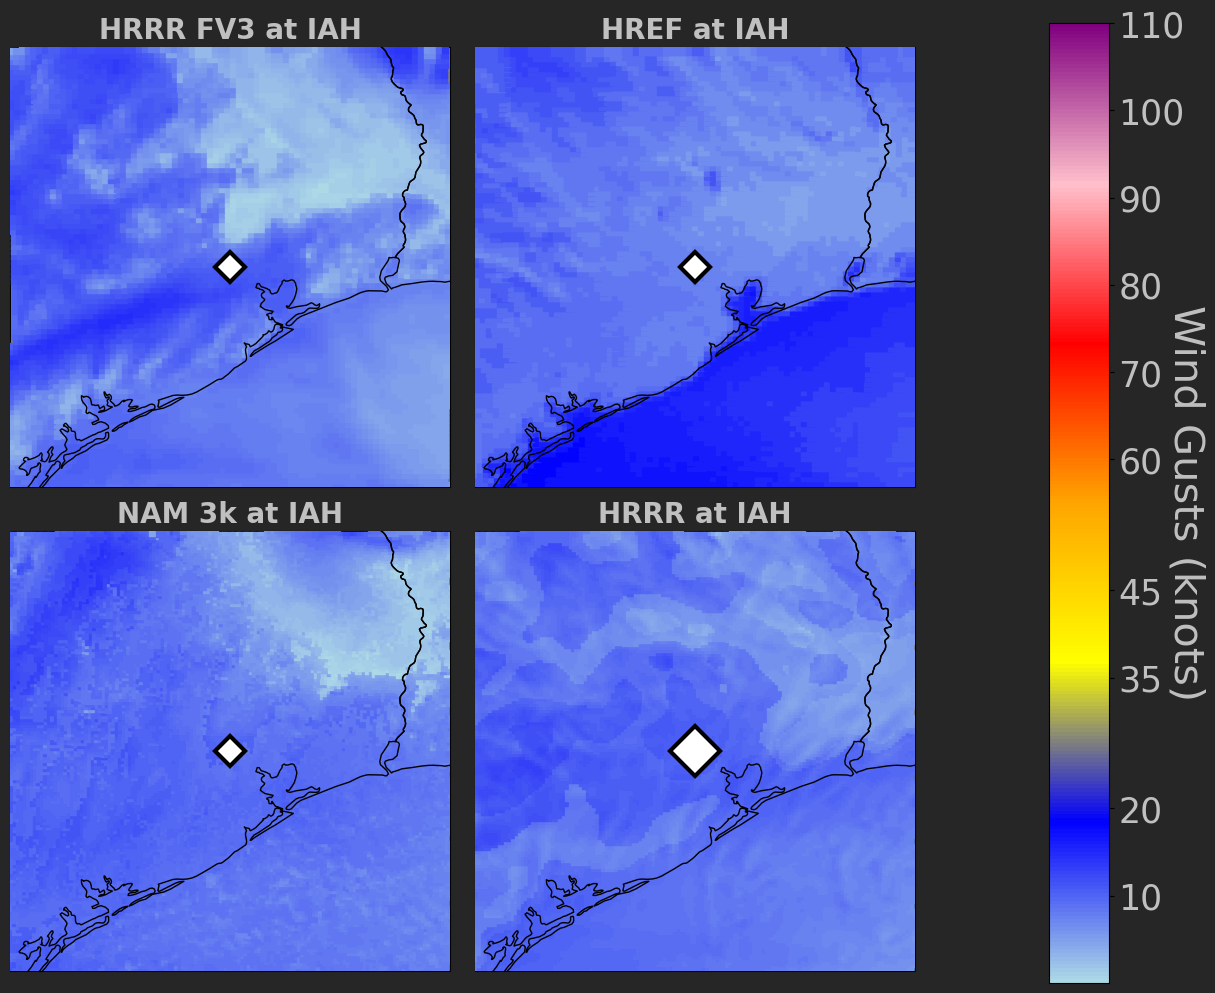 HRRR FV3 at IAH
HREF at IAH
NAM 3k at IAH
HRRR at IAH
110
100
90
80
70
60
45
35
20
10
Wind Gusts (knots)